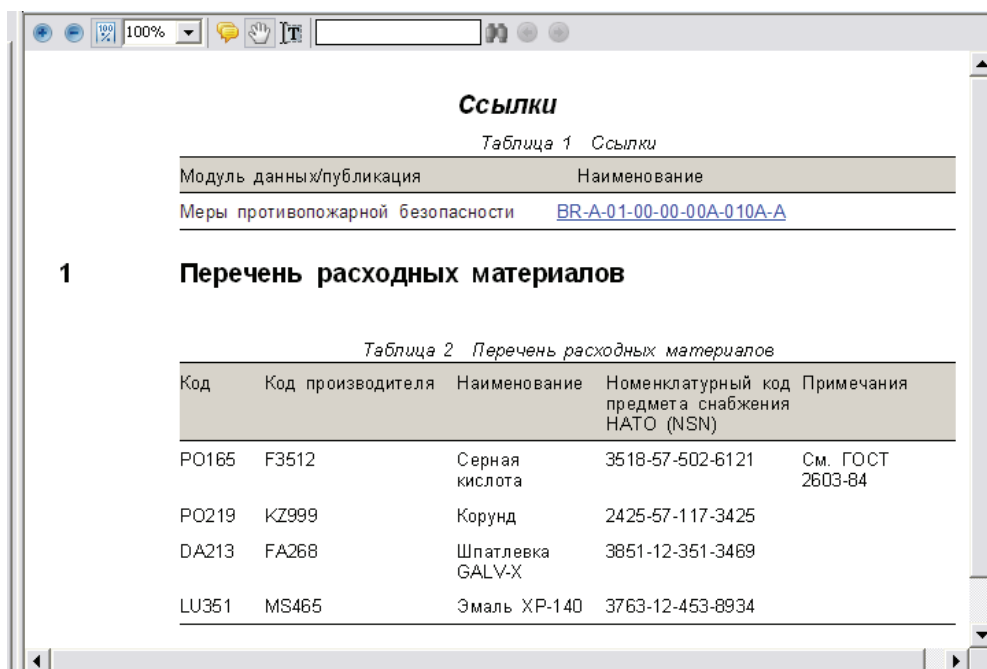 100%
Ссылки
Таблица 1 Ссылки
Модуль данных/публикация Наименование
Меры противопожарной безопасности BR-A-01-00-00-00A-010A-A
1 Перечень расходных материалов
Таблица 2 Перечень расходных материалов
Код Код производителя Наименование Номенклатурный код Примечания
предмета снабжения
НАТО (NSN)
PO165 F3512 Серная 3518-57-502-6121 См. ГОСТ
кислота 2603-84
PO219 KZ999 Корунд 2425-57-117-3425
DA213 FA268 Шпатлевка 3851-12-351-3469
GALV-X
LU351 MS465 Эмаль XP-140 3763-12-453-8934